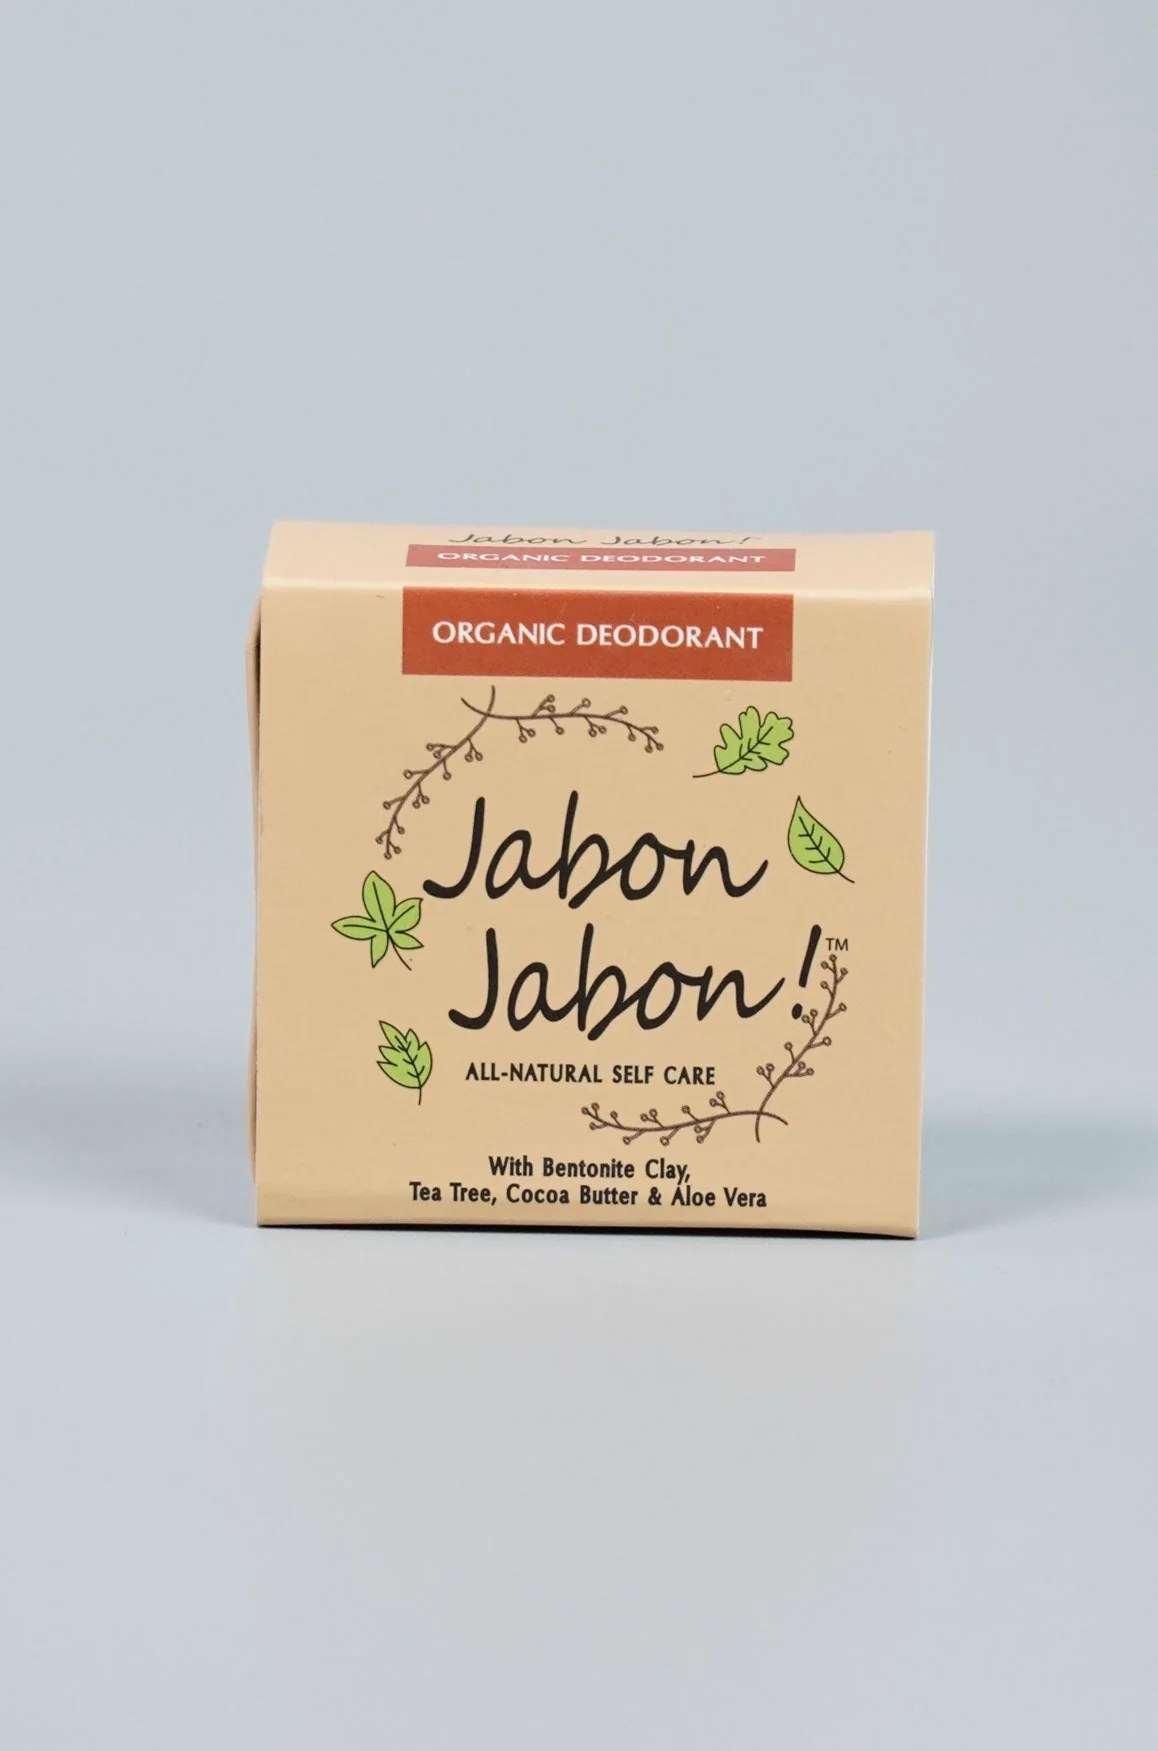 Jabon Jabon!
ORGANIC DEODORANT
ORGANIC DEODORANT
Jabon
Jabon!™
ALL-NATURAL SELF CARE
With Bentonite Clay,
Tea Tree, Cocoa Butter & Aloe Vera